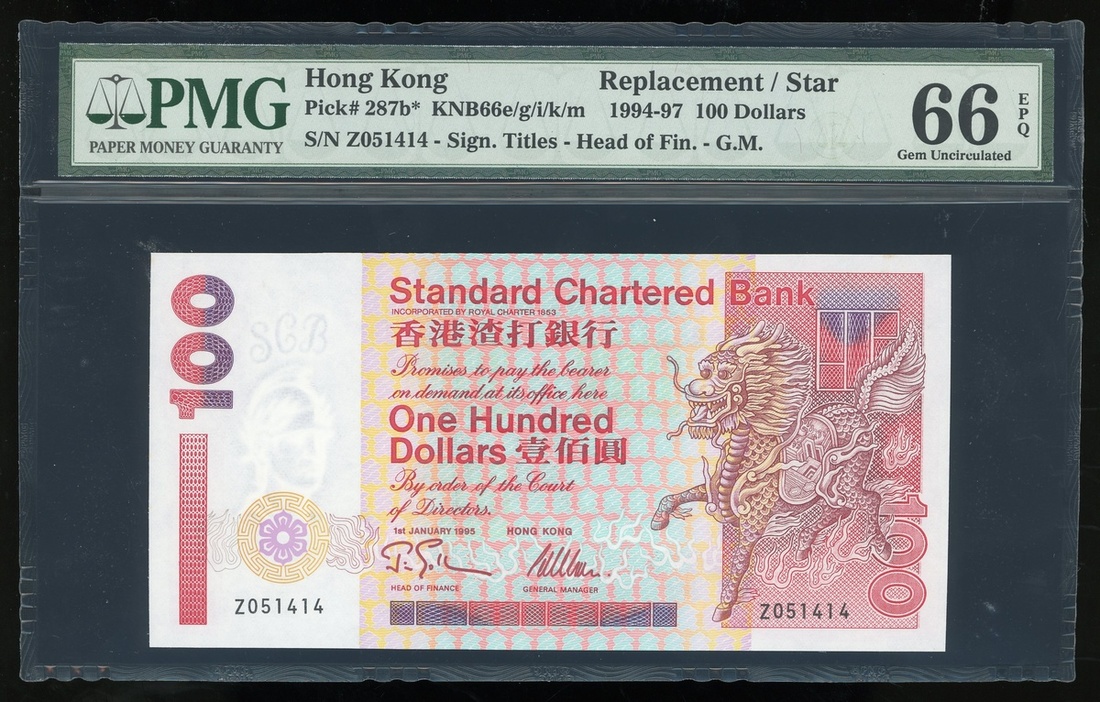 PMG
PAPER MONEY GUARANTY
Hong Kong Replacement / Star
Pick# 287b* KNB66e/g/i/k/m 1994-97 100 Dollars
S/N Z051414 - Sign. Titles - Head of Fin. - G.M.
66
EPQ
Gem Uncirculated
100
SCB
Standard Chartered Bank
INCORPORATED BY ROYAL CHARTER 1853
香港渣打銀行
Promises to pay the bearer
on demand at its office here
One Hundred
Dollars 壹佰圓
By order of the Court
of Directors.
1st JANUARY 1995 HONG KONG
HEAD OF FINANCE GENERAL MANAGER
Z051414
Z051414
100